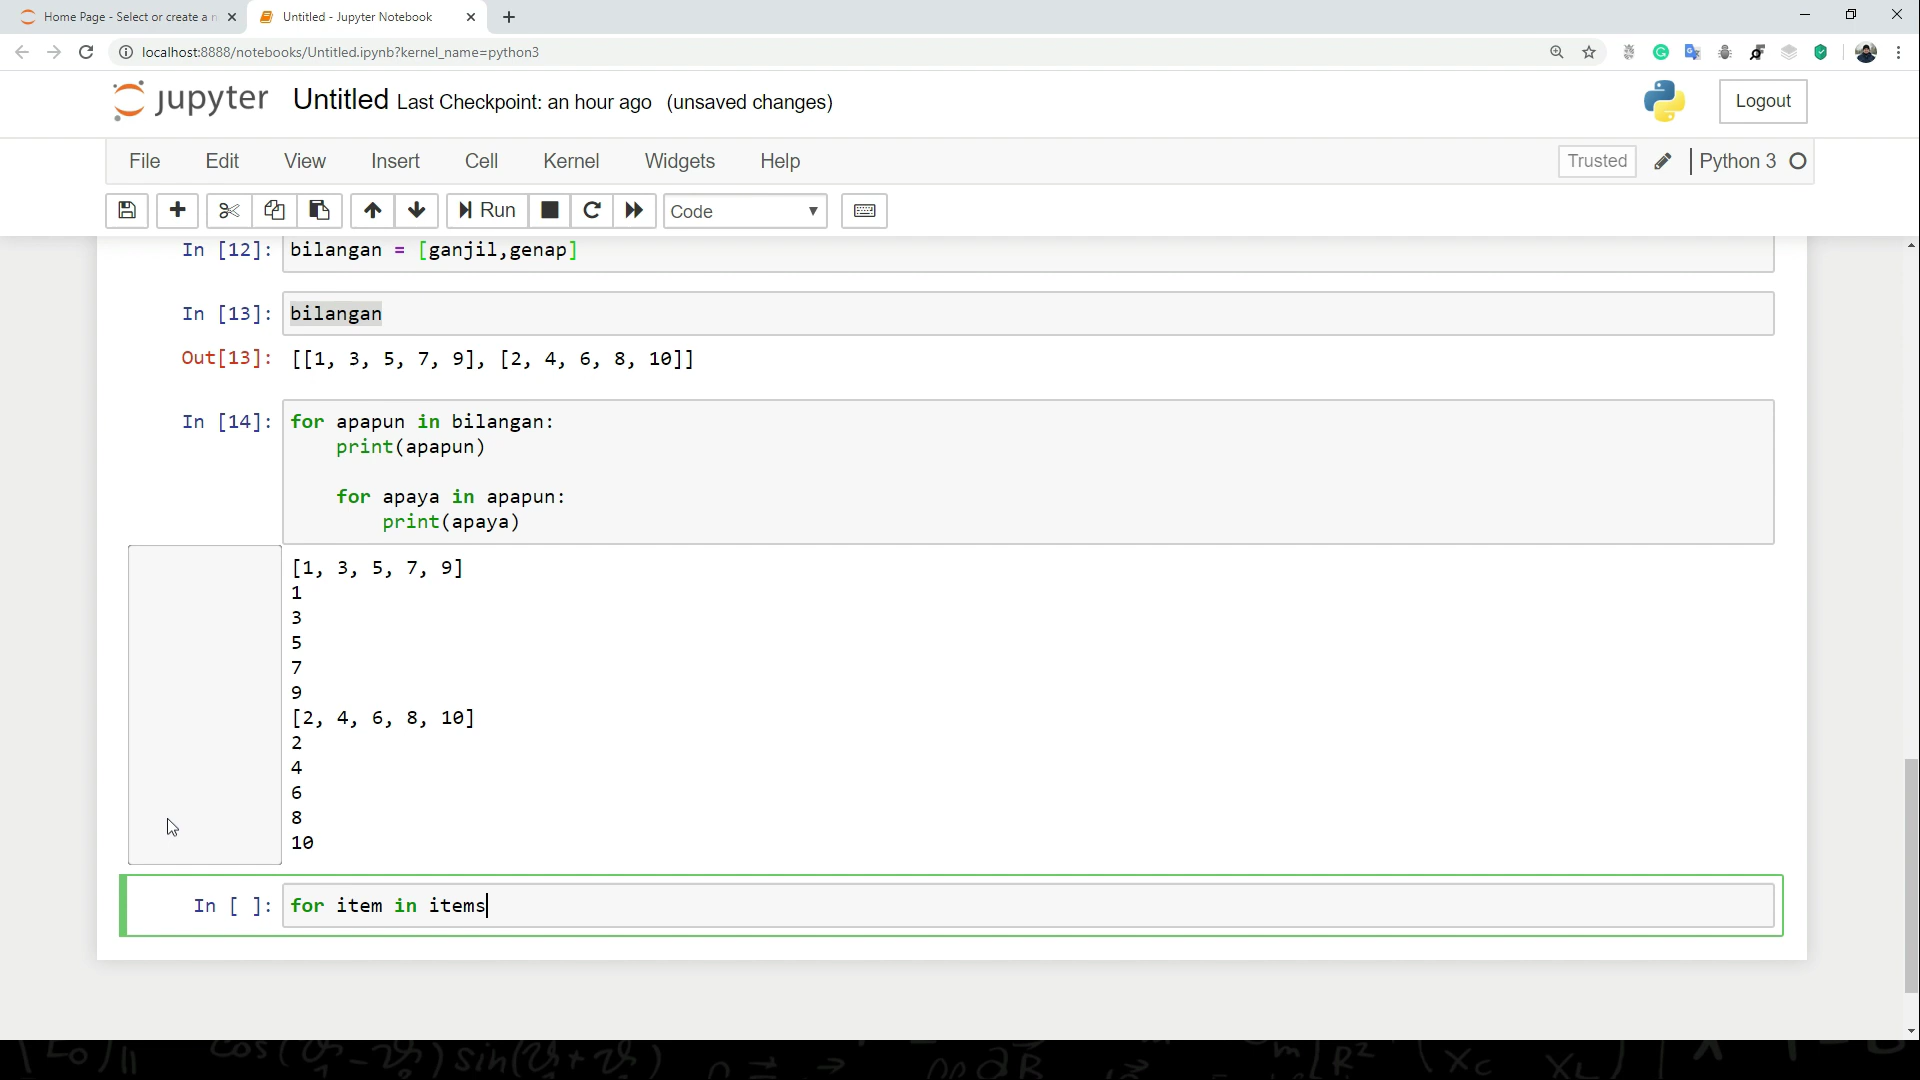 Home Page - Select or create a n
Untitled - Jupyter Notebook
localhost:8888/notebooks/Untitled.ipynb?kernel_name=python3
jupyter Untitled Last Checkpoint: an hour ago (unsaved changes)
Logout
File Edit View Insert Cell Kernel Widgets Help
Trusted Python 3
Run Code
In [12]: bilangan = [ganjil,genap]
In [13]: bilangan
Out[13]: [[1, 3, 5, 7, 9], [2, 4, 6, 8, 10]]
In [14]: for apapun in bilangan:
print(apapun)
for apaya in apapun:
print(apaya)
[1, 3, 5, 7, 9]
1
3
5
7
9
[2, 4, 6, 8, 10]
2
4
6
8
10
In [ ]: for item in items